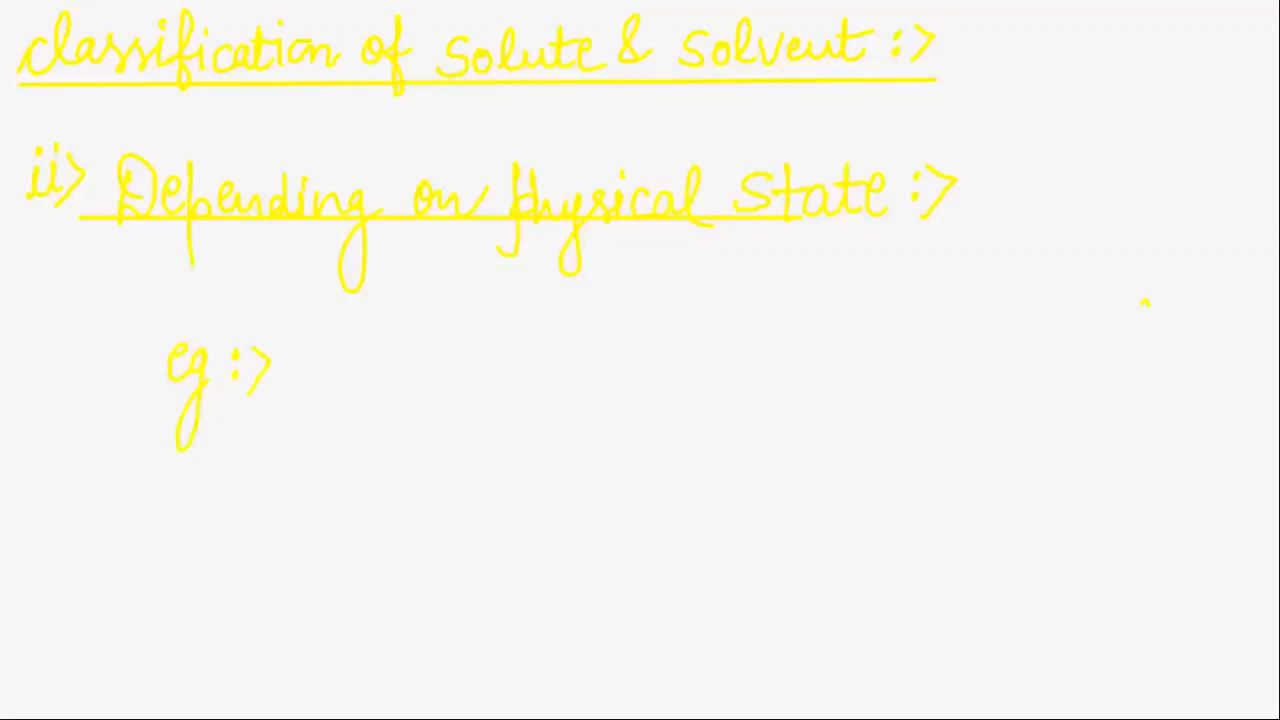 Classification of Solute & Solvent :>
ii> Depending on physical State :>
eg :>